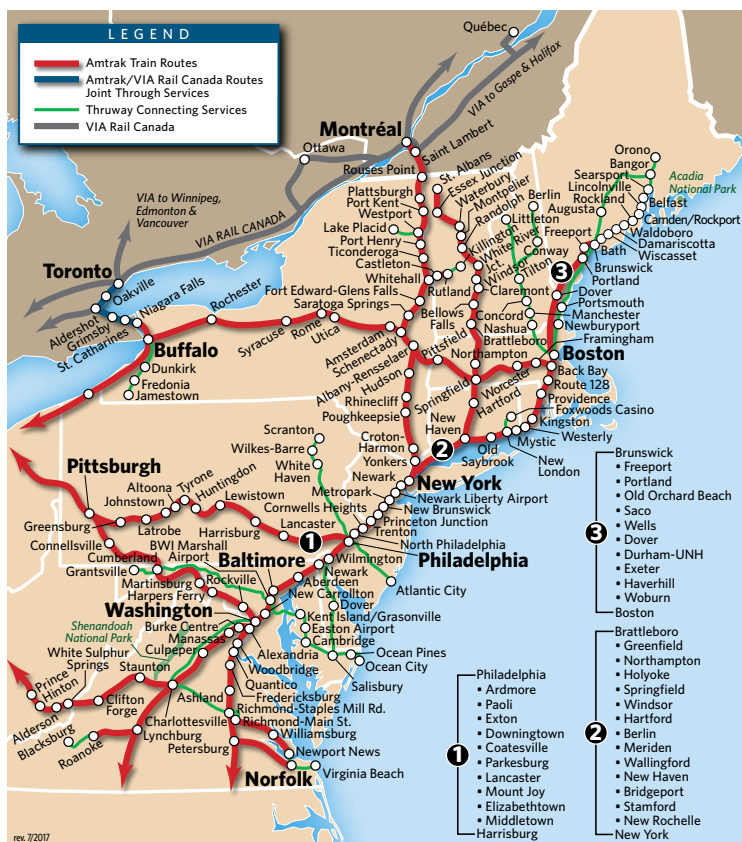 LEGEND
Amtrak Train Routes
Amtrak/VIA Rail Canada Routes
Joint Through Services
Thruway Connecting Services
VIA Rail Canada
Québec
VIA to Gaspe & Halifax
Montréal
Saint Lambert
Ottawa
Rouses Point
St. Albans
Essex Junction
Waterbury
Montpelier
Randolph
Orono
Bangor
Searsport
Lincolnville
Rockland
Acadia
National Park
Belfast
Camden/Rockport
Waldoboro
Damariscotta
Wiscasset
Augusta
Freeport
Bath
Brunswick
Portland
Berlin
Littleton
Conway
VIA to Winnipeg,
Edmonton &
Vancouver
VIA RAIL CANADA
Plattsburgh
Port Kent
Westport
Lake Placid
Port Henry
Ticonderoga
Castleton
Whitehall
Killington
White River
Jct.
Windsor
Tilton
Claremont
3
Dover
Portsmouth
Manchester
Newburyport
Framingham
Toronto
Oakville
Aldershot
Grimsby
St. Catharines
Niagara Falls
Rochester
Fort Edward-Glens Falls
Saratoga Springs
Rutland
Bellows
Falls
Concord
Nashua
Brattleboro
Northampton
Syracuse
Rome
Utica
Amsterdam
Schenectady
Albany-Rensselaer
Pittsfield
Buffalo
Dunkirk
Fredonia
Jamestown
Boston
Back Bay
Route 128
Providence
Foxwoods Casino
Kingston
Westerly
Mystic
New
London
Old
Saybrook
Worcester
Hartford
Springfield
New
Haven
Hudson
Rhinecliff
Poughkeepsie
Croton-
Harmon
Yonkers
2
New York
Newark
Newark Liberty Airport
Metropark
New Brunswick
Princeton Junction
Cornwells Heights
Trenton
North Philadelphia
Philadelphia
Scranton
Wilkes-Barre
White
Haven
Pittsburgh
Altoona
Johnstown
Tyrone
Huntingdon
Lewistown
Greensburg
Latrobe
Harrisburg
Lancaster
1
Connellsville
Cumberland
BWI Marshall
Airport
Baltimore
Wilmington
Newark
Aberdeen
Atlantic City
Grantsville
Martinsburg
Harpers Ferry
Rockville
New Carrollton
Dover
Washington
Kent Island/Grasonville
Easton Airport
Cambridge
Ocean Pines
Ocean City
Salisbury
Shenandoah
National Park
Burke Centre
Manassas
Culpeper
Alexandria
Woodbridge
Quantico
Fredericksburg
White Sulphur
Springs
Staunton
Prince
Hinton
Alderson
Clifton
Forge
Ashland
Richmond-Staples Mill Rd.
Richmond-Main St.
Charlottesville
Blacksburg
Roanoke
Lynchburg
Williamsburg
Petersburg
Newport News
Norfolk
Virginia Beach
Philadelphia
▪ Ardmore
▪ Paoli
▪ Exton
▪ Downingtown
▪ Coatesville
▪ Parkesburg
▪ Lancaster
▪ Mount Joy
▪ Elizabethtown
▪ Middletown
Harrisburg
1
Brunswick
▪ Freeport
▪ Portland
▪ Old Orchard Beach
▪ Saco
▪ Wells
▪ Dover
▪ Durham-UNH
▪ Exeter
▪ Haverhill
▪ Woburn
Boston
3
Brattleboro
▪ Greenfield
▪ Northampton
▪ Holyoke
▪ Springfield
▪ Windsor
▪ Hartford
▪ Berlin
▪ Meriden
▪ Wallingford
▪ New Haven
▪ Bridgeport
▪ Stamford
▪ New Rochelle
New York
2
rev. 7/2017